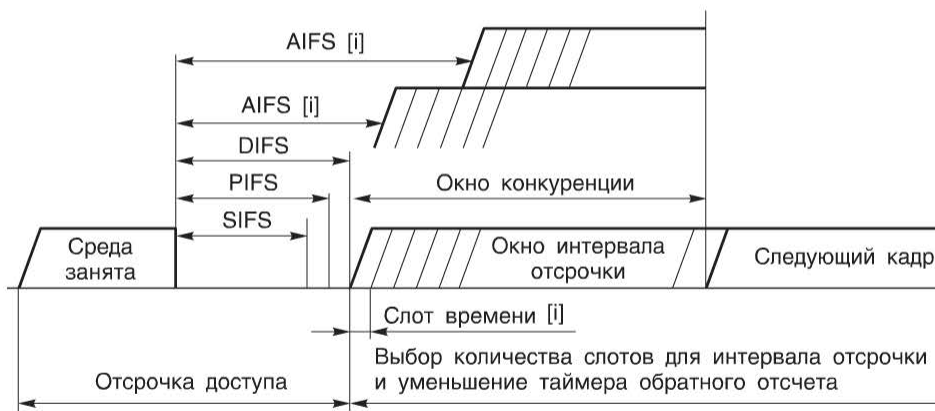 AIFS [i]
AIFS [i]
DIFS
PIFS
SIFS
Окно конкуренции
Среда
занята
Окно интервала
отсрочки
Следующий кадр
Слот времени [i]
Отсрочка доступа
Выбор количества слотов для интервала отсрочки
и уменьшение таймера обратного отсчета